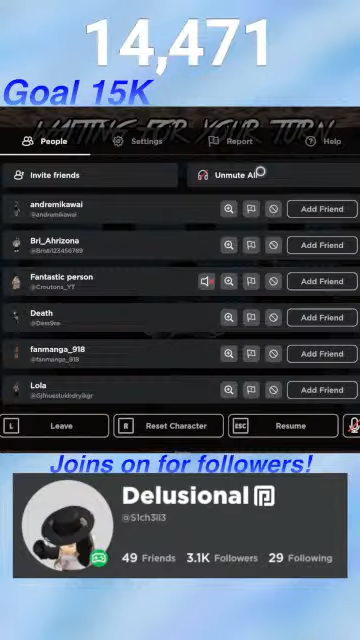 14,471
Goal 15K
WAITING FOR YOUR TURN
People
Settings
Report
Help
Invite friends
Unmute All
andremikawai
@andremikawai
Add Friend
Bri_Ahrizona
@Bristi123456789
Add Friend
Fantastic person
@Croutons_YT
Add Friend
Death
Add Friend
fanmanga_918
@fanmanga_918
Add Friend
Lola
Add Friend
L Leave
R Reset Character
ESC Resume
Joins on for followers!
Delusional
@S1ch3ll3
49 Friends 3.1K Followers 29 Following